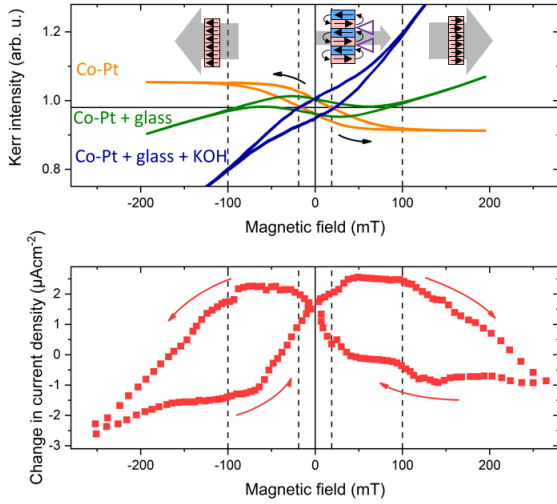 Kerr intensity (arb. u.)
1.2
1.0
0.8
Co-Pt
Co-Pt + glass
Co-Pt + glass + KOH
-200 -100 0 100 200
Magnetic field (mT)
Change in current density (µAcm-2)
2
1
0
-1
-2
-3
-200 -100 0 100 200
Magnetic field (mT)